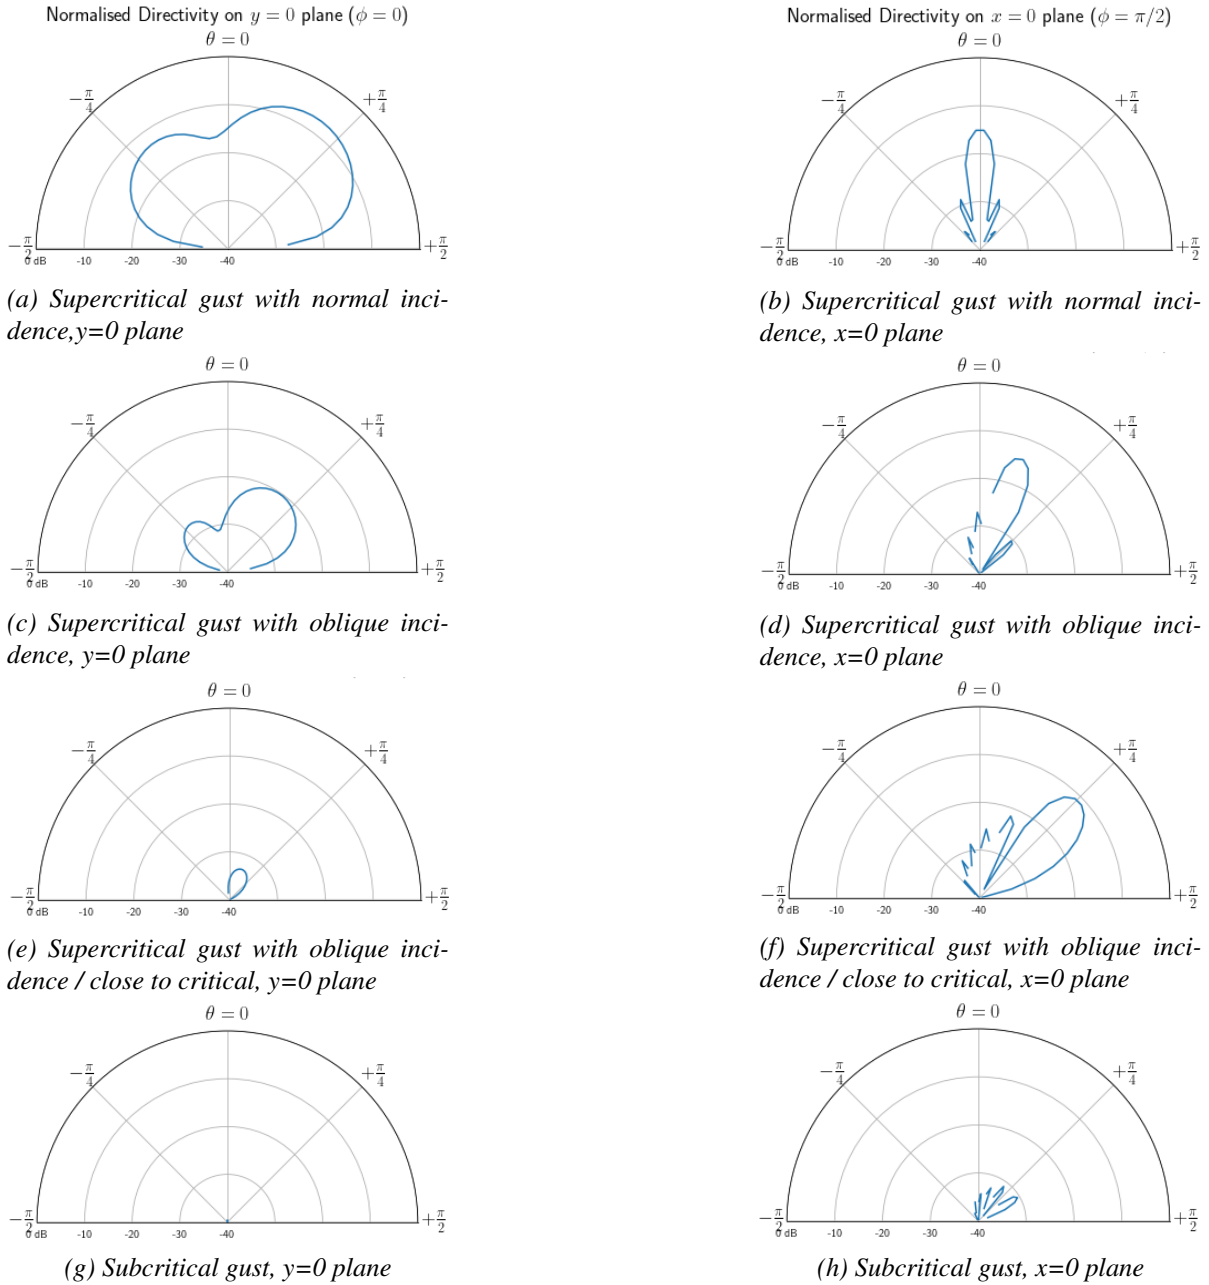 Normalised Directivity on y = 0 plane (ϕ = 0)
θ = 0
−π/4
+π/4
−π/2
+π/2
0 dB -10 -20 -30 -40
(a) Supercritical gust with normal inci-
dence,y=0 plane
Normalised Directivity on x = 0 plane (ϕ = π/2)
θ = 0
−π/4
+π/4
−π/2
+π/2
0 dB -10 -20 -30 -40
(b) Supercritical gust with normal inci-
dence, x=0 plane
θ = 0
−π/4
+π/4
−π/2
+π/2
0 dB -10 -20 -30 -40
(c) Supercritical gust with oblique inci-
dence, y=0 plane
θ = 0
−π/4
+π/4
−π/2
+π/2
0 dB -10 -20 -30 -40
(d) Supercritical gust with oblique inci-
dence, x=0 plane
θ = 0
−π/4
+π/4
−π/2
+π/2
0 dB -10 -20 -30 -40
(e) Supercritical gust with oblique inci-
dence / close to critical, y=0 plane
θ = 0
−π/4
+π/4
−π/2
+π/2
0 dB -10 -20 -30 -40
(f) Supercritical gust with oblique inci-
dence / close to critical, x=0 plane
θ = 0
−π/4
+π/4
−π/2
+π/2
0 dB -10 -20 -30 -40
(g) Subcritical gust, y=0 plane
θ = 0
−π/4
+π/4
−π/2
+π/2
0 dB -10 -20 -30 -40
(h) Subcritical gust, x=0 plane